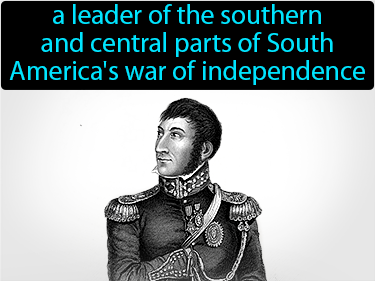 a leader of the southern
and central parts of South
America's war of independence